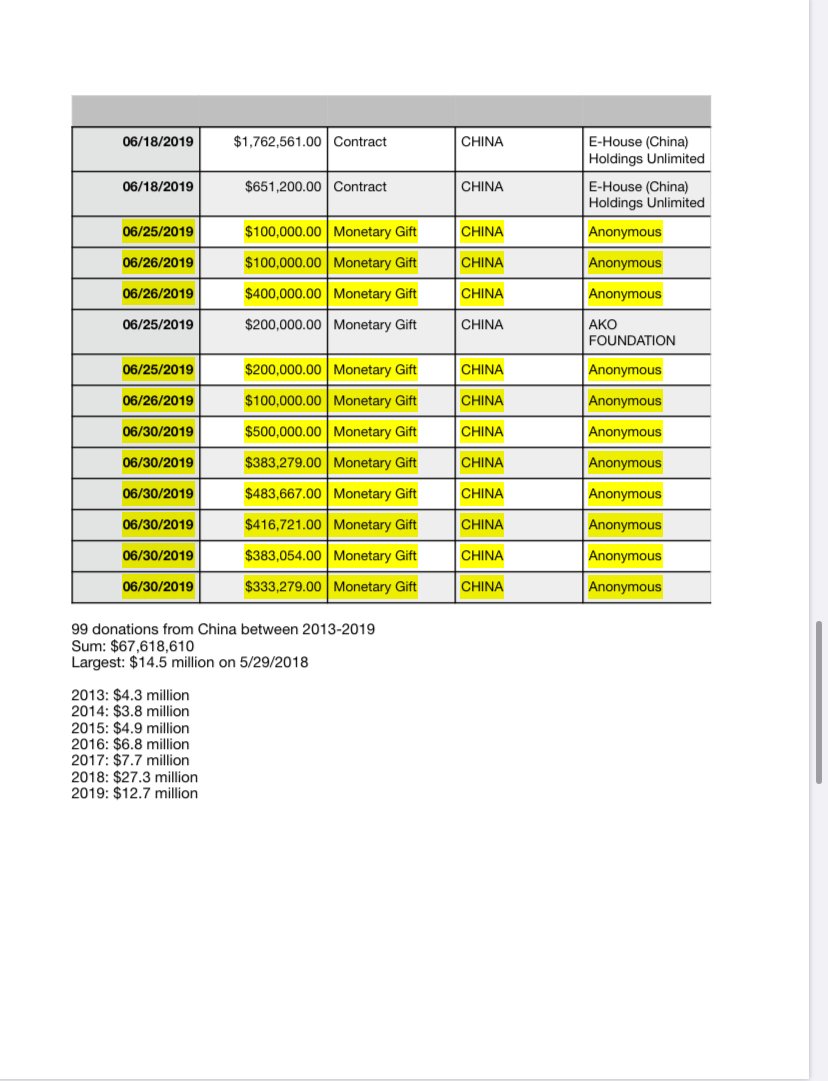 06/18/2019 $1,762,561.00 Contract CHINA E-House (China)
Holdings Unlimited
06/18/2019 $651,200.00 Contract CHINA E-House (China)
Holdings Unlimited
06/25/2019 $100,000.00 Monetary Gift CHINA Anonymous
06/26/2019 $100,000.00 Monetary Gift CHINA Anonymous
06/26/2019 $400,000.00 Monetary Gift CHINA Anonymous
06/25/2019 $200,000.00 Monetary Gift CHINA AKO
FOUNDATION
06/25/2019 $200,000.00 Monetary Gift CHINA Anonymous
06/26/2019 $100,000.00 Monetary Gift CHINA Anonymous
06/30/2019 $500,000.00 Monetary Gift CHINA Anonymous
06/30/2019 $383,279.00 Monetary Gift CHINA Anonymous
06/30/2019 $483,667.00 Monetary Gift CHINA Anonymous
06/30/2019 $416,721.00 Monetary Gift CHINA Anonymous
06/30/2019 $383,054.00 Monetary Gift CHINA Anonymous
06/30/2019 $333,279.00 Monetary Gift CHINA Anonymous
99 donations from China between 2013-2019
Sum: $67,618,610
Largest: $14.5 million on 5/29/2018
2013: $4.3 million
2014: $3.8 million
2015: $4.9 million
2016: $6.8 million
2017: $7.7 million
2018: $27.3 million
2019: $12.7 million